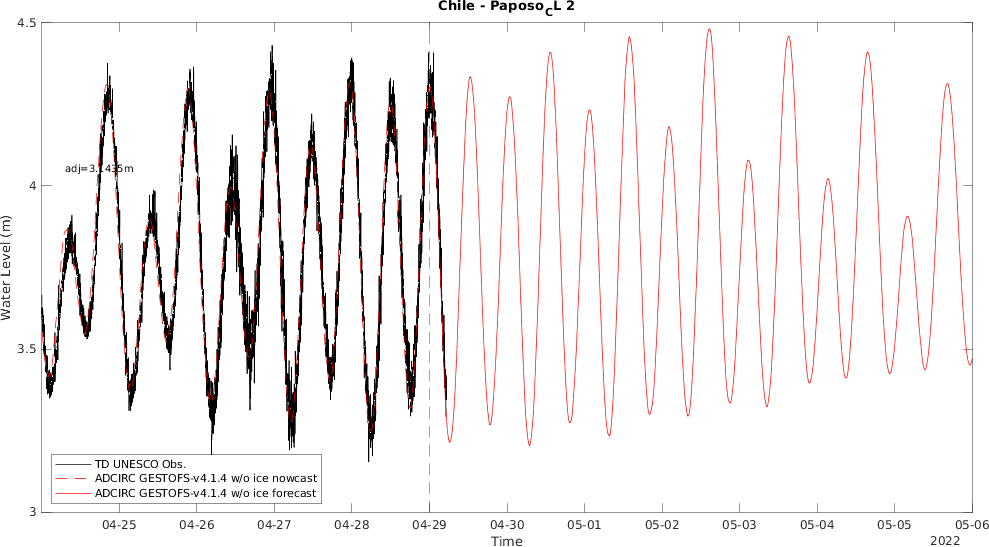 Chile - Paposo_CL 2
4.5
4
3.5
3
Water Level (m)
adj=3.1435m
TD UNESCO Obs.
ADCIRC GESTOFS-v4.1.4 w/o ice nowcast
ADCIRC GESTOFS-v4.1.4 w/o ice forecast
04-25 04-26 04-27 04-28 04-29 04-30 05-01 05-02 05-03 05-04 05-05 05-06
Time
2022